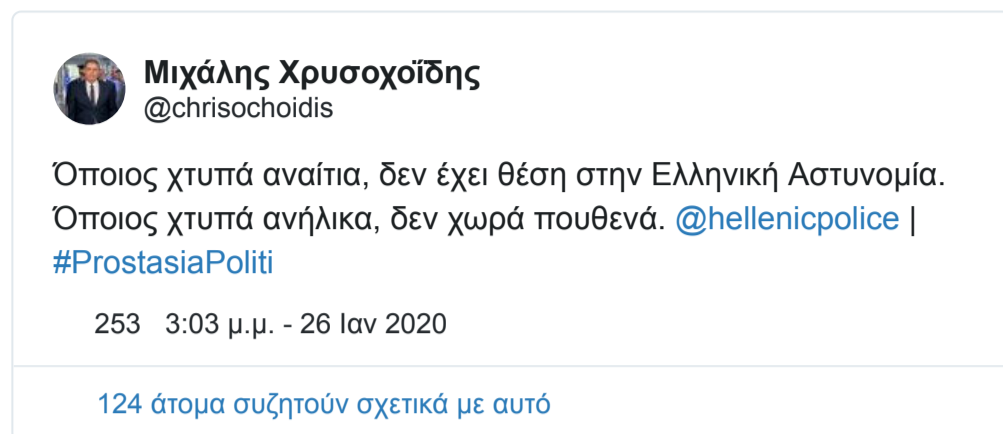 Μιχάλης Χρυσοχοΐδης
@chrisochoidis
Όποιος χτυπά αναίτια, δεν έχει θέση στην Ελληνική Αστυνομία.
Όποιος χτυπά ανήλικα, δεν χωρά πουθενά. @hellenicpolice |
#ProstasiaPoliti
253 3:03 μ.μ. - 26 Ιαν 2020
124 άτομα συζητούν σχετικά με αυτό